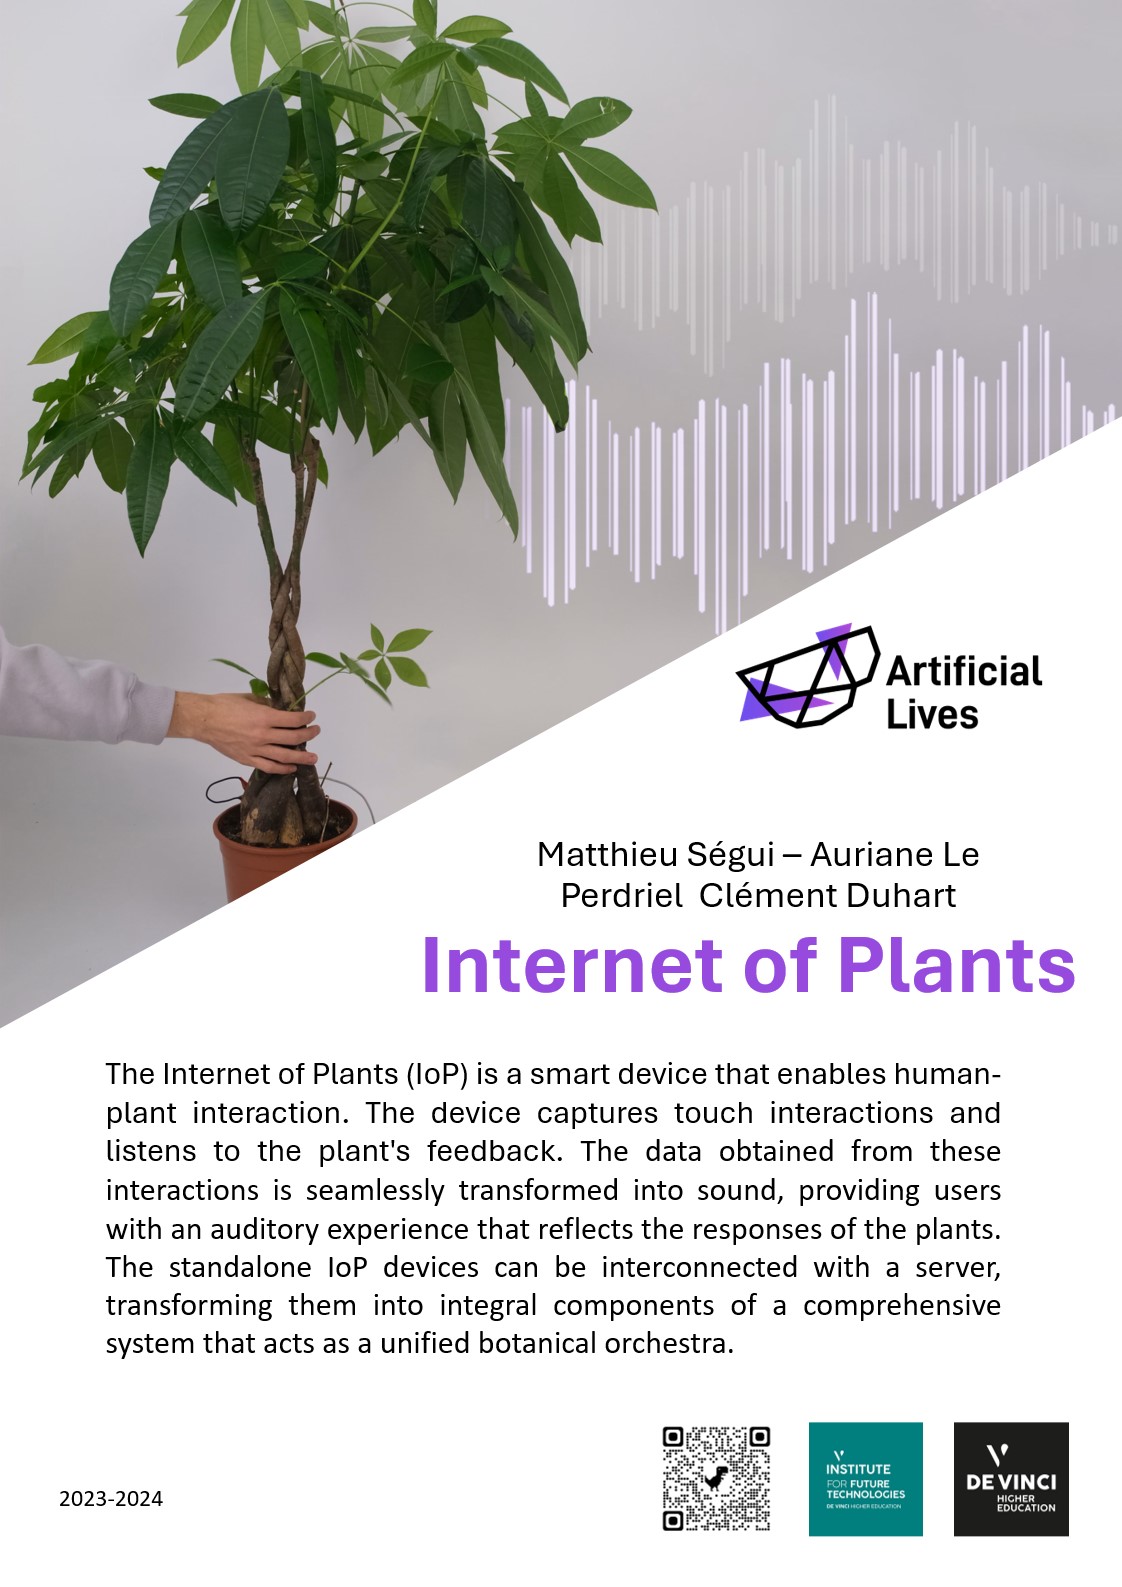 Artificial
Lives
Matthieu Ségui – Auriane Le
Perdriel  Clément Duhart
Internet of Plants
The Internet of Plants (IoP) is a smart device that enables human-
plant interaction. The device captures touch interactions and
listens to the plant's feedback. The data obtained from these
interactions is seamlessly transformed into sound, providing users
with an auditory experience that reflects the responses of the plants.
The standalone IoP devices can be interconnected with a server,
transforming them into integral components of a comprehensive
system that acts as a unified botanical orchestra.
2023-2024
INSTITUTE
FOR FUTURE
TECHNOLOGIES
DE VINCI HIGHER EDUCATION
DE VINCI
HIGHER
EDUCATION